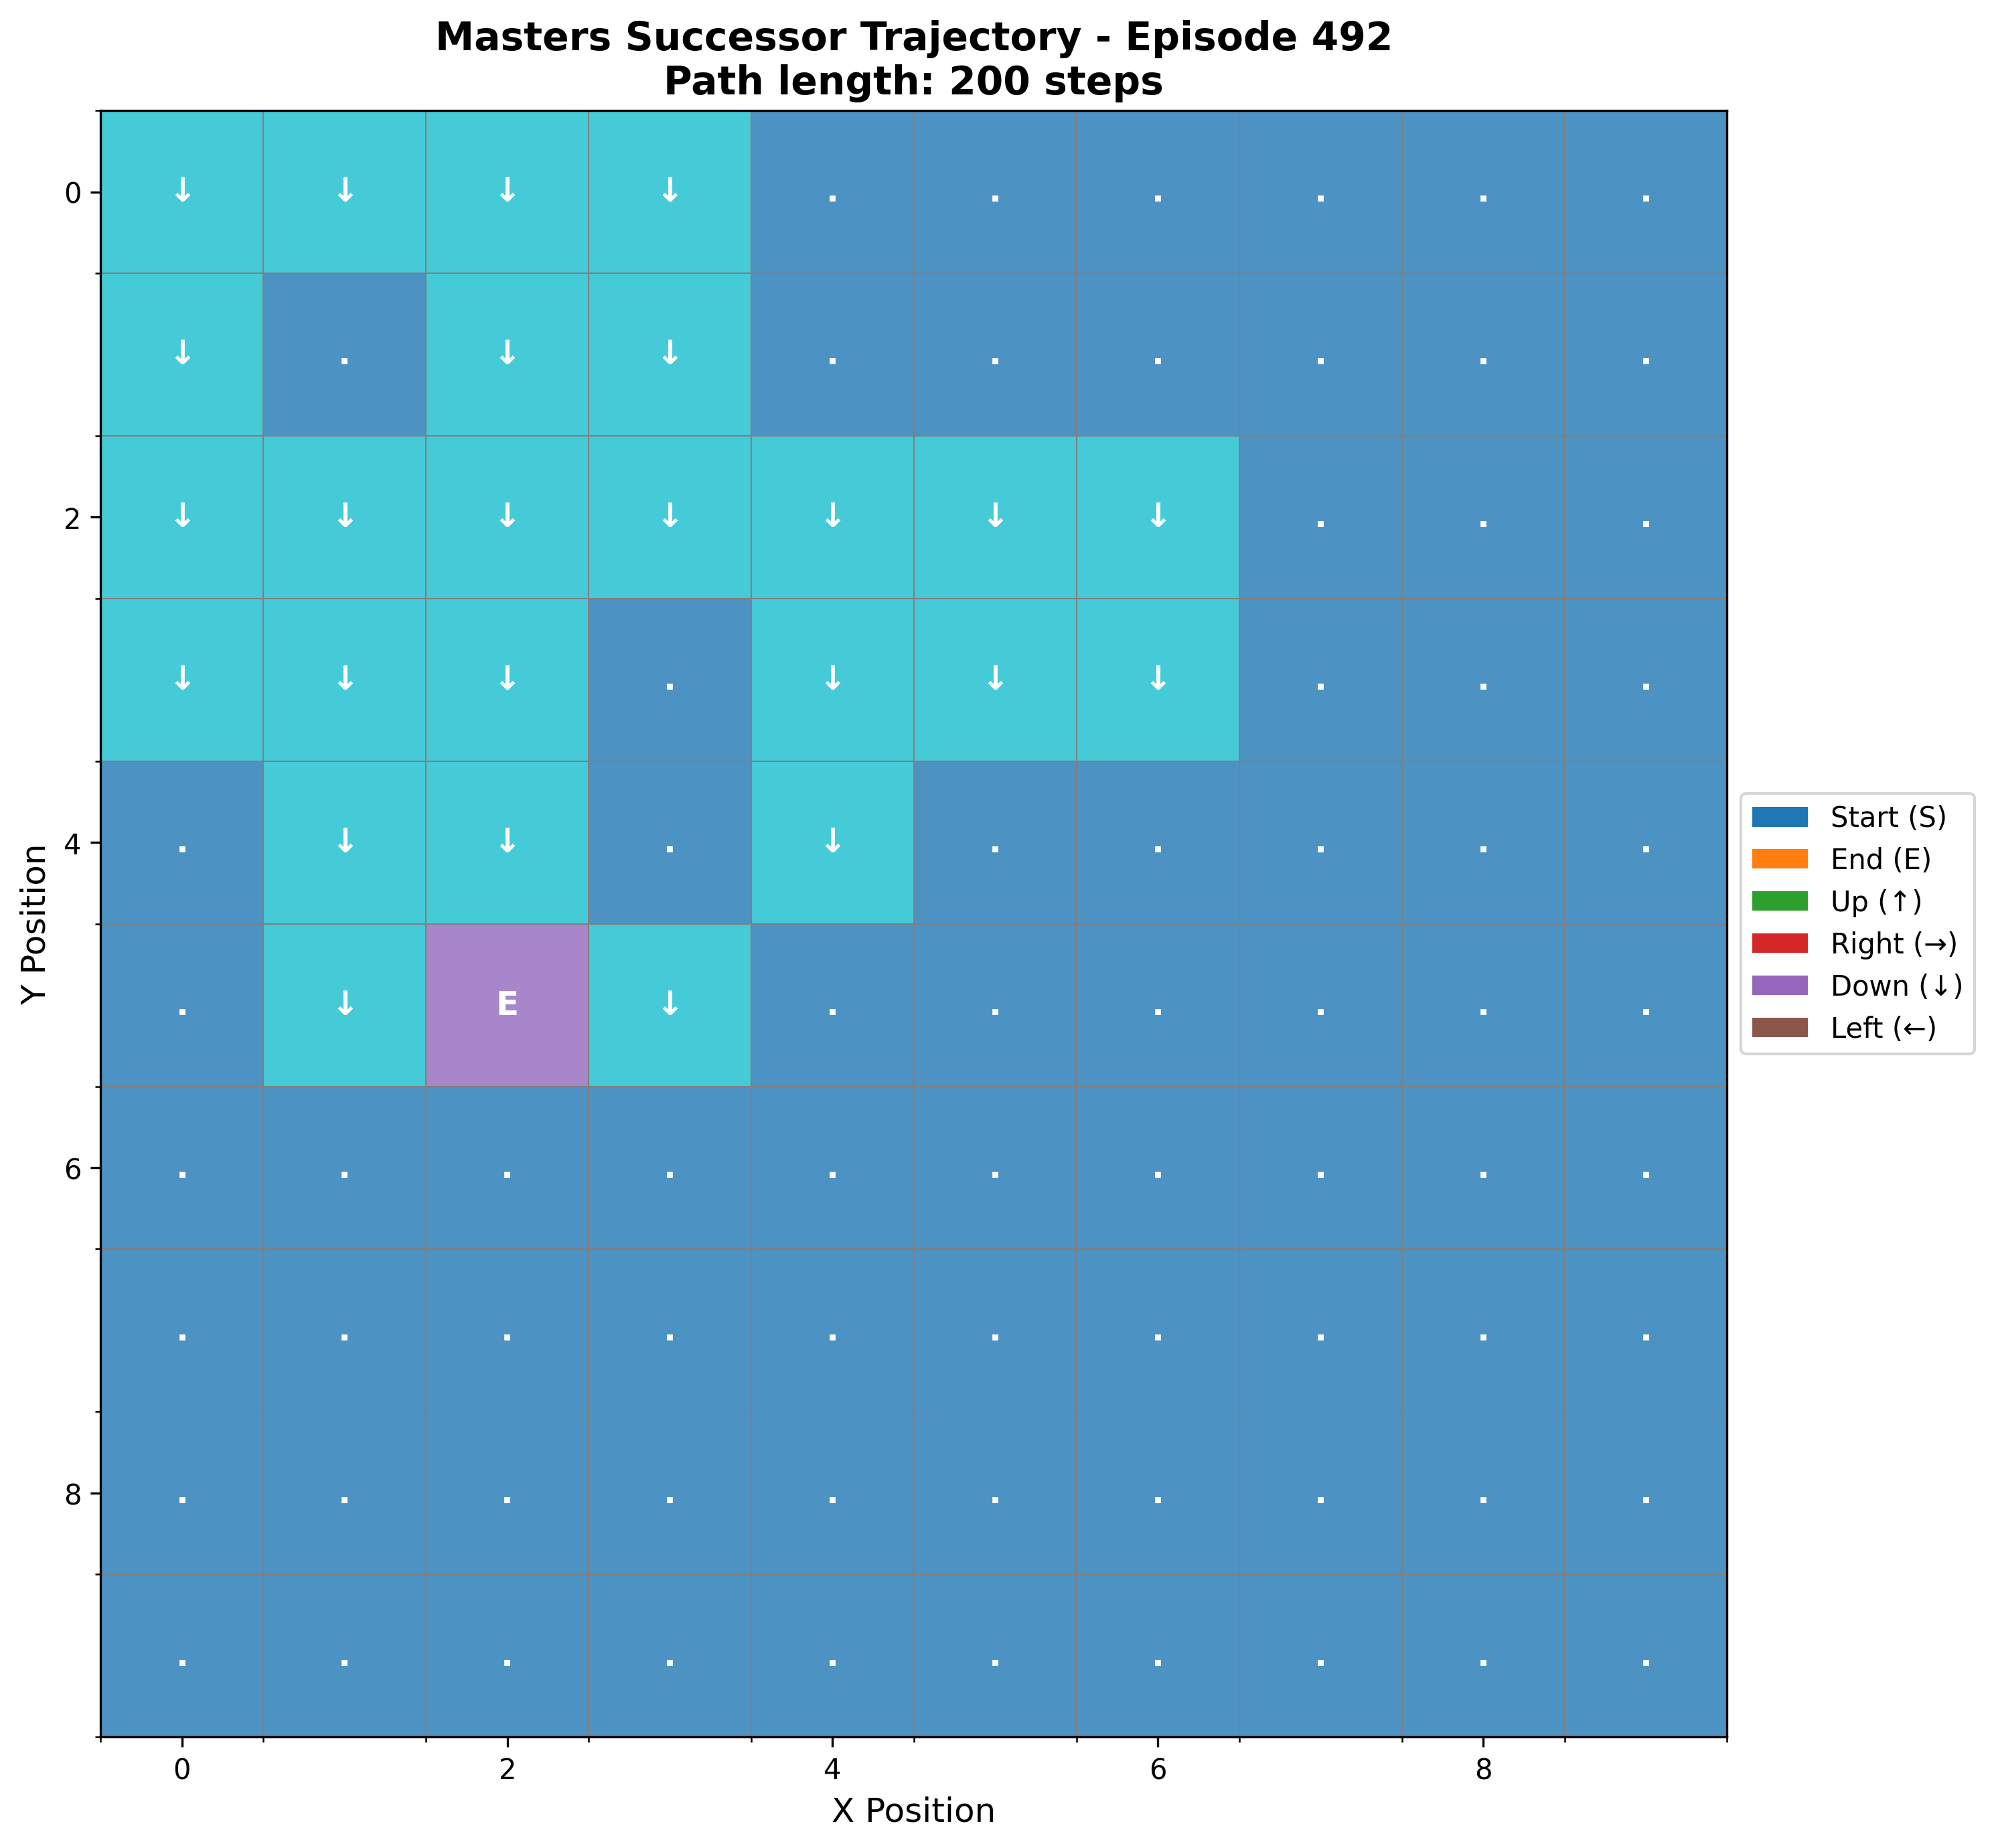 Masters Successor Trajectory - Episode 492
Path length: 200 steps
0 ↓ ↓ ↓ ↓ . . . . . .
↓ . ↓ ↓ . . . . . .
2 ↓ ↓ ↓ ↓ ↓ ↓ ↓ . . .
↓ ↓ ↓ . ↓ ↓ ↓ . . .
4 . ↓ ↓ . ↓ . . . . .
. ↓ E ↓ . . . . . .
6 . . . . . . . . . .
. . . . . . . . . .
8 . . . . . . . . . .
. . . . . . . . . .
0 2 4 6 8
X Position
Y Position
Start (S)
End (E)
Up (↑)
Right (→)
Down (↓)
Left (←)